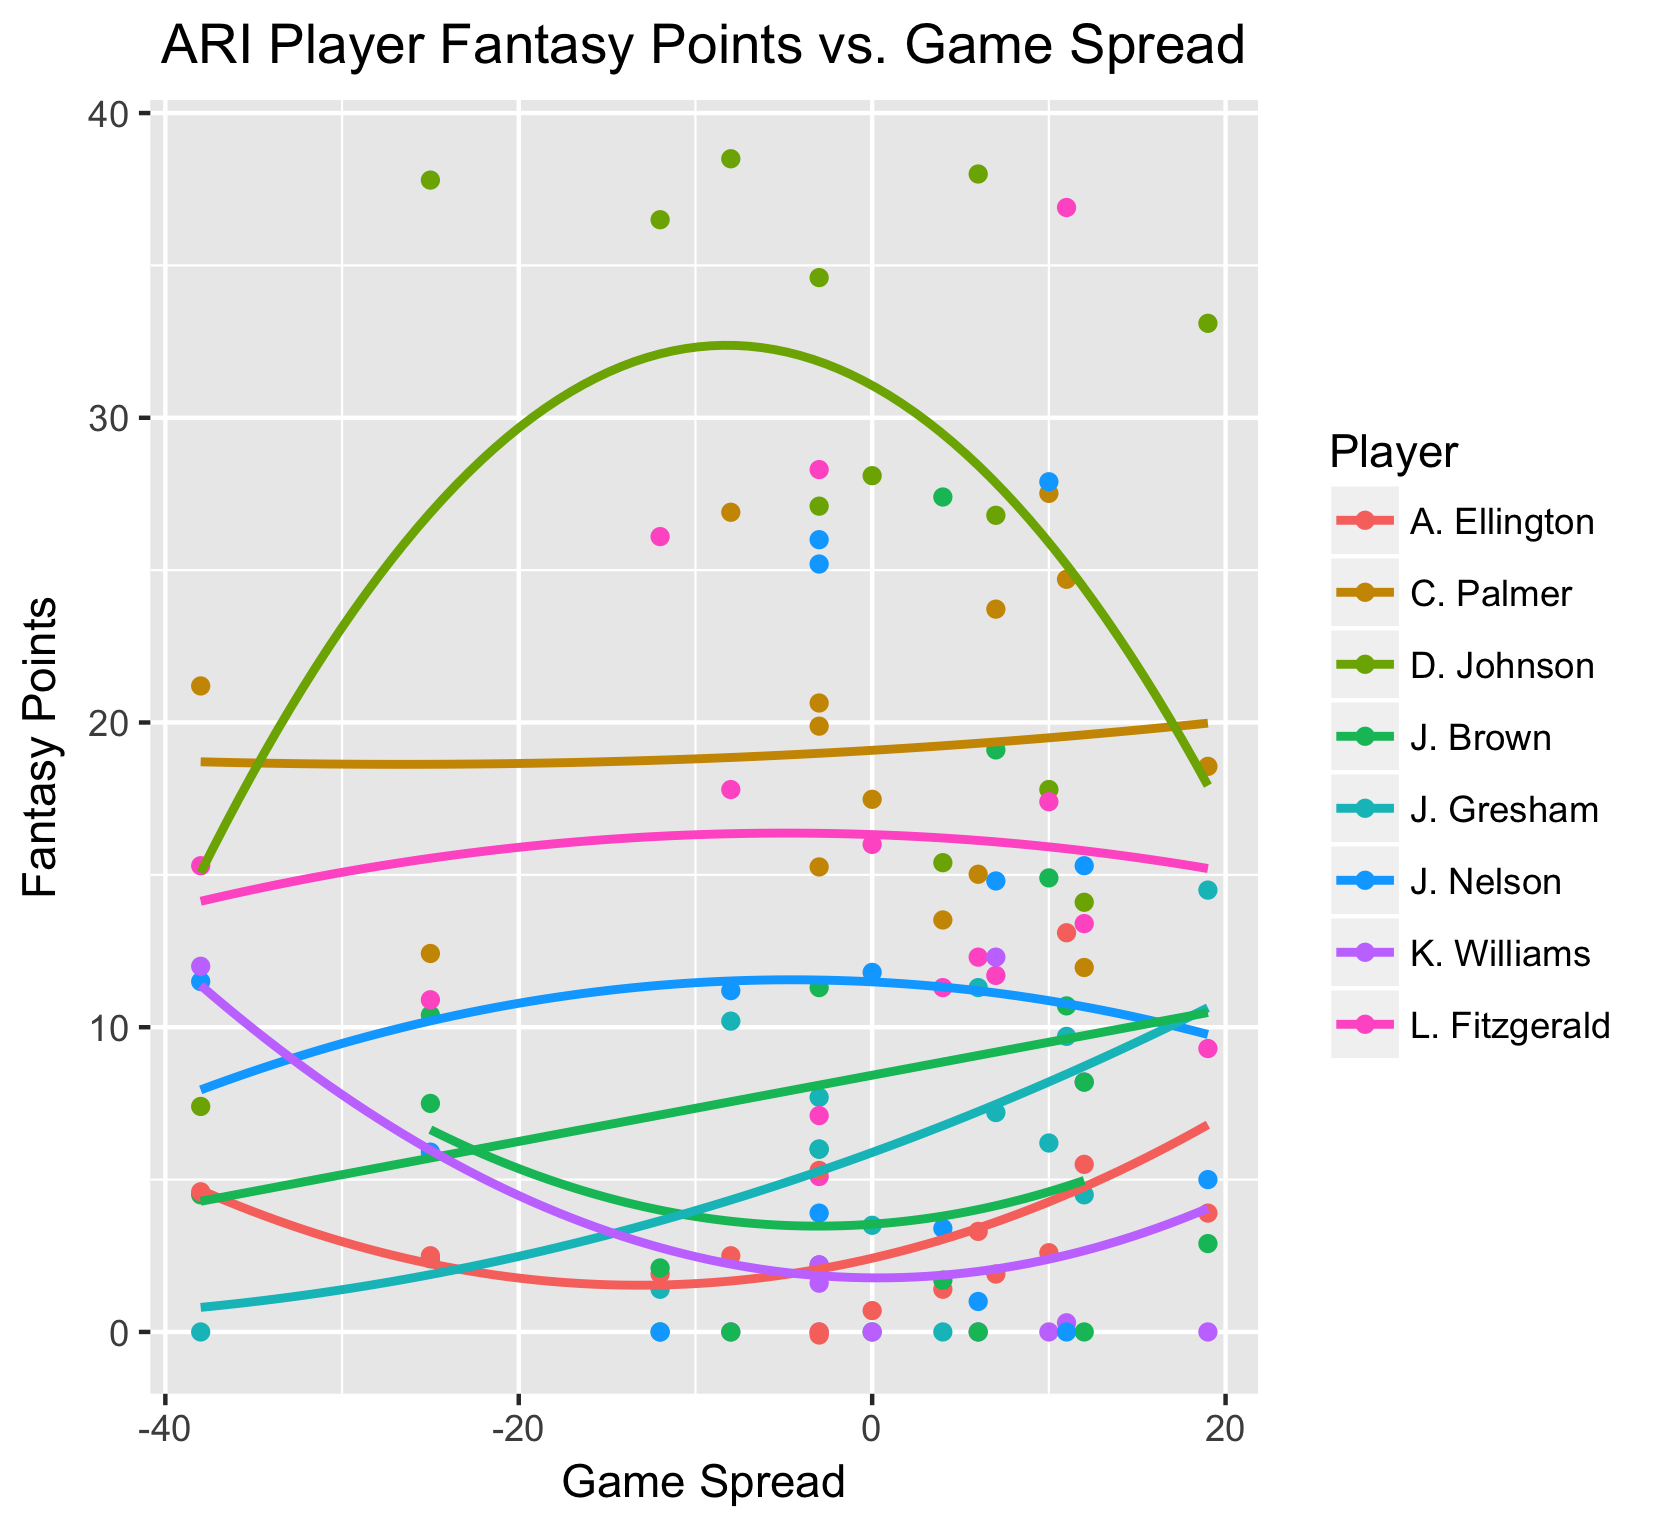 ARI Player Fantasy Points vs. Game Spread
40
30
20
10
0
Fantasy Points
-40 -20 0 20
Game Spread
Player
A. Ellington
C. Palmer
D. Johnson
J. Brown
J. Gresham
J. Nelson
K. Williams
L. Fitzgerald